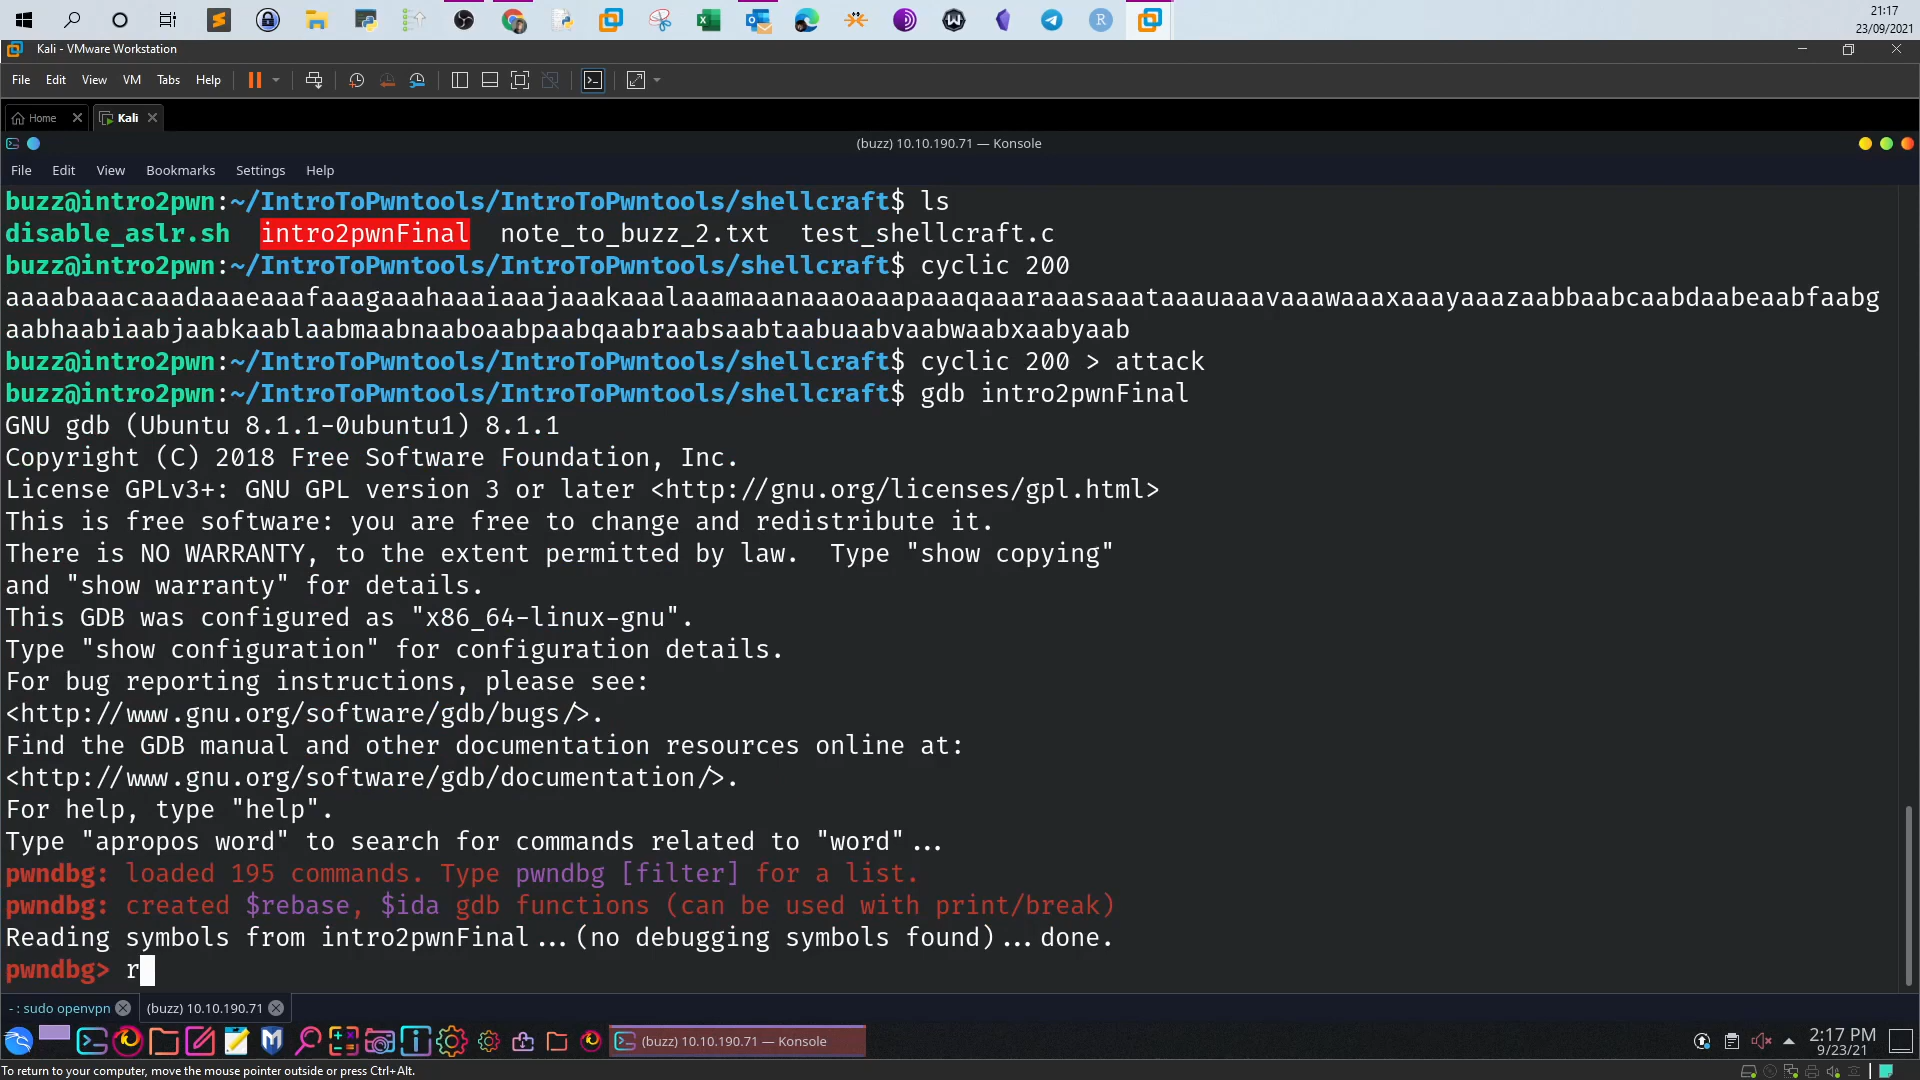 21:17
23/09/2021
Kali - VMware Workstation
File Edit View VM Tabs Help
Home Kali
(buzz) 10.10.190.71 — Konsole
File Edit View Bookmarks Settings Help
buzz@intro2pwn:~/IntroToPwntools/IntroToPwntools/shellcraft$ ls
disable_aslr.sh intro2pwnFinal note_to_buzz_2.txt test_shellcraft.c
buzz@intro2pwn:~/IntroToPwntools/IntroToPwntools/shellcraft$ cyclic 200
aaaabaaacaaadaaaeaaafaaagaaahaaaiaaajaaakaaalaaamaaanaaaoaaapaaaqaaaraaasaaataaauaaavaaawaaaxaaayaaazaabbaabcaabdaabeaabfaabg
aabhaabiaabjaabkaablaabmaabnaaboaabpaabqaabraabsaabtaabuaabvaabwaabxaabyaab
buzz@intro2pwn:~/IntroToPwntools/IntroToPwntools/shellcraft$ cyclic 200 > attack
buzz@intro2pwn:~/IntroToPwntools/IntroToPwntools/shellcraft$ gdb intro2pwnFinal
GNU gdb (Ubuntu 8.1.1-0ubuntu1) 8.1.1
Copyright (C) 2018 Free Software Foundation, Inc.
License GPLv3+: GNU GPL version 3 or later <http://gnu.org/licenses/gpl.html>
This is free software: you are free to change and redistribute it.
There is NO WARRANTY, to the extent permitted by law.  Type "show copying"
and "show warranty" for details.
This GDB was configured as "x86_64-linux-gnu".
Type "show configuration" for configuration details.
For bug reporting instructions, please see:
<http://www.gnu.org/software/gdb/bugs/>.
Find the GDB manual and other documentation resources online at:
<http://www.gnu.org/software/gdb/documentation/>.
For help, type "help".
Type "apropos word" to search for commands related to "word"...
pwndbg: loaded 195 commands. Type pwndbg [filter] for a list.
pwndbg: created $rebase, $ida gdb functions (can be used with print/break)
Reading symbols from intro2pwnFinal...(no debugging symbols found)...done.
pwndbg> r
- : sudo openvpn (buzz) 10.10.190.71
(buzz) 10.10.190.71 — Konsole
2:17 PM
9/23/21
To return to your computer, move the mouse pointer outside or press Ctrl+Alt.